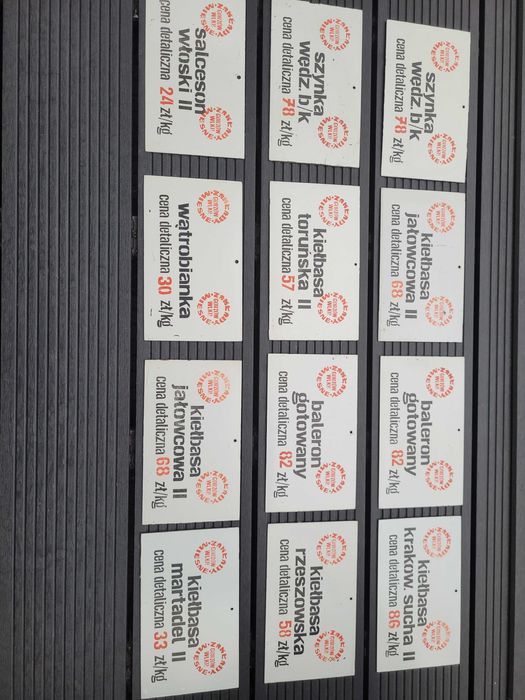 szynka
wędz. b/k
cena detaliczna 78 zł/kg
kiełbasa
jałowcowa II
cena detaliczna 68 zł/kg
baleron
gotowany
cena detaliczna 82 zł/kg
kiełbasa
krakow. sucha II
cena detaliczna 86 zł/kg
szynka
wędz. b/k
cena detaliczna 78 zł/kg
kiełbasa
toruńska II
cena detaliczna 57 zł/kg
baleron
gotowany
cena detaliczna 82 zł/kg
kiełbasa
rzeszowska
cena detaliczna 58 zł/kg
salceson
włoski II
cena detaliczna 24 zł/kg
wątrobianka
cena detaliczna 30 zł/kg
kiełbasa
jałowcowa II
cena detaliczna 68 zł/kg
kiełbasa
martadel II
cena detaliczna 33 zł/kg